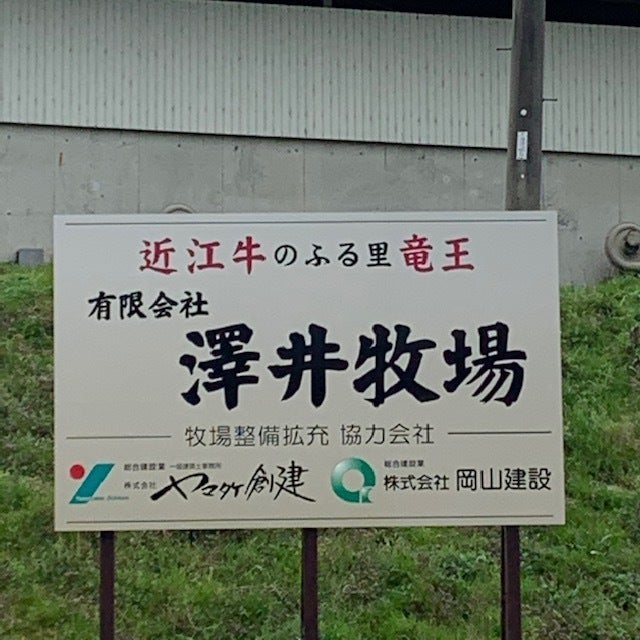 近江牛のふる里竜王
有限会社
澤井牧場
牧場整備拡充 協力会社
総合建設業 一級建築士事務所
株式会社 ヤマタケ創建
総合建設業
株式会社 岡山建設